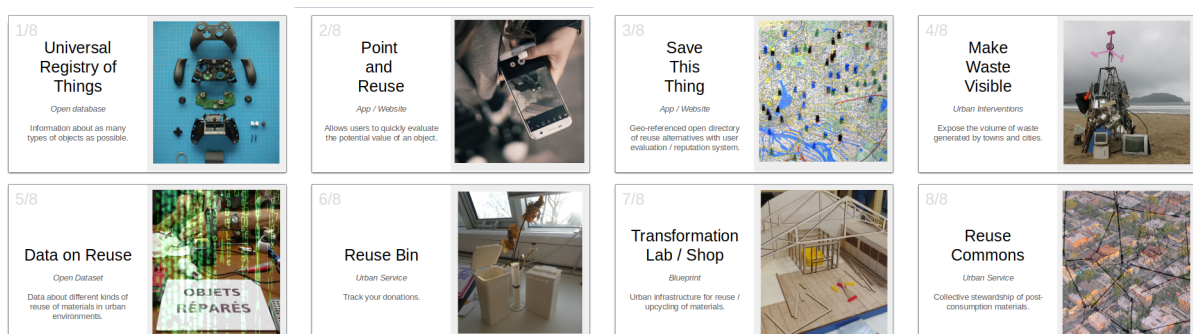 1/8
Universal
Registry of
Things
Open database
Information about as many
types of objects as possible.
2/8
Point
and
Reuse
App / Website
Allows users to quickly evaluate
the potential value of an object.
3/8
Save
This
Thing
App / Website
Geo-referenced open directory
of reuse alternatives with user
evaluation / reputation system.
4/8
Make
Waste
Visible
Urban Interventions
Expose the volume of waste
generated by towns and cities.
5/8
Data on Reuse
Open Dataset
Data about different kinds of
reuse of materials in urban
environments.
OBJETS
RÉPARÉS
6/8
Reuse Bin
Urban Service
Track your donations.
7/8
Transformation
Lab / Shop
Blueprint
Urban infrastructure for reuse /
upcycling of materials.
8/8
Reuse
Commons
Urban Service
Collective stewardship of post-
consumption materials.